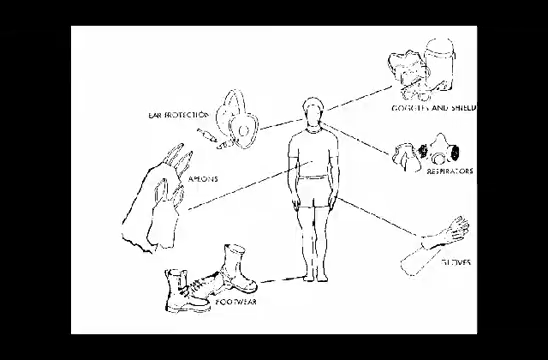 GOGGLES AND SHIELD
EAR PROTECTION
RESPIRATORS
APRONS
GLOVES
FOOTWEAR